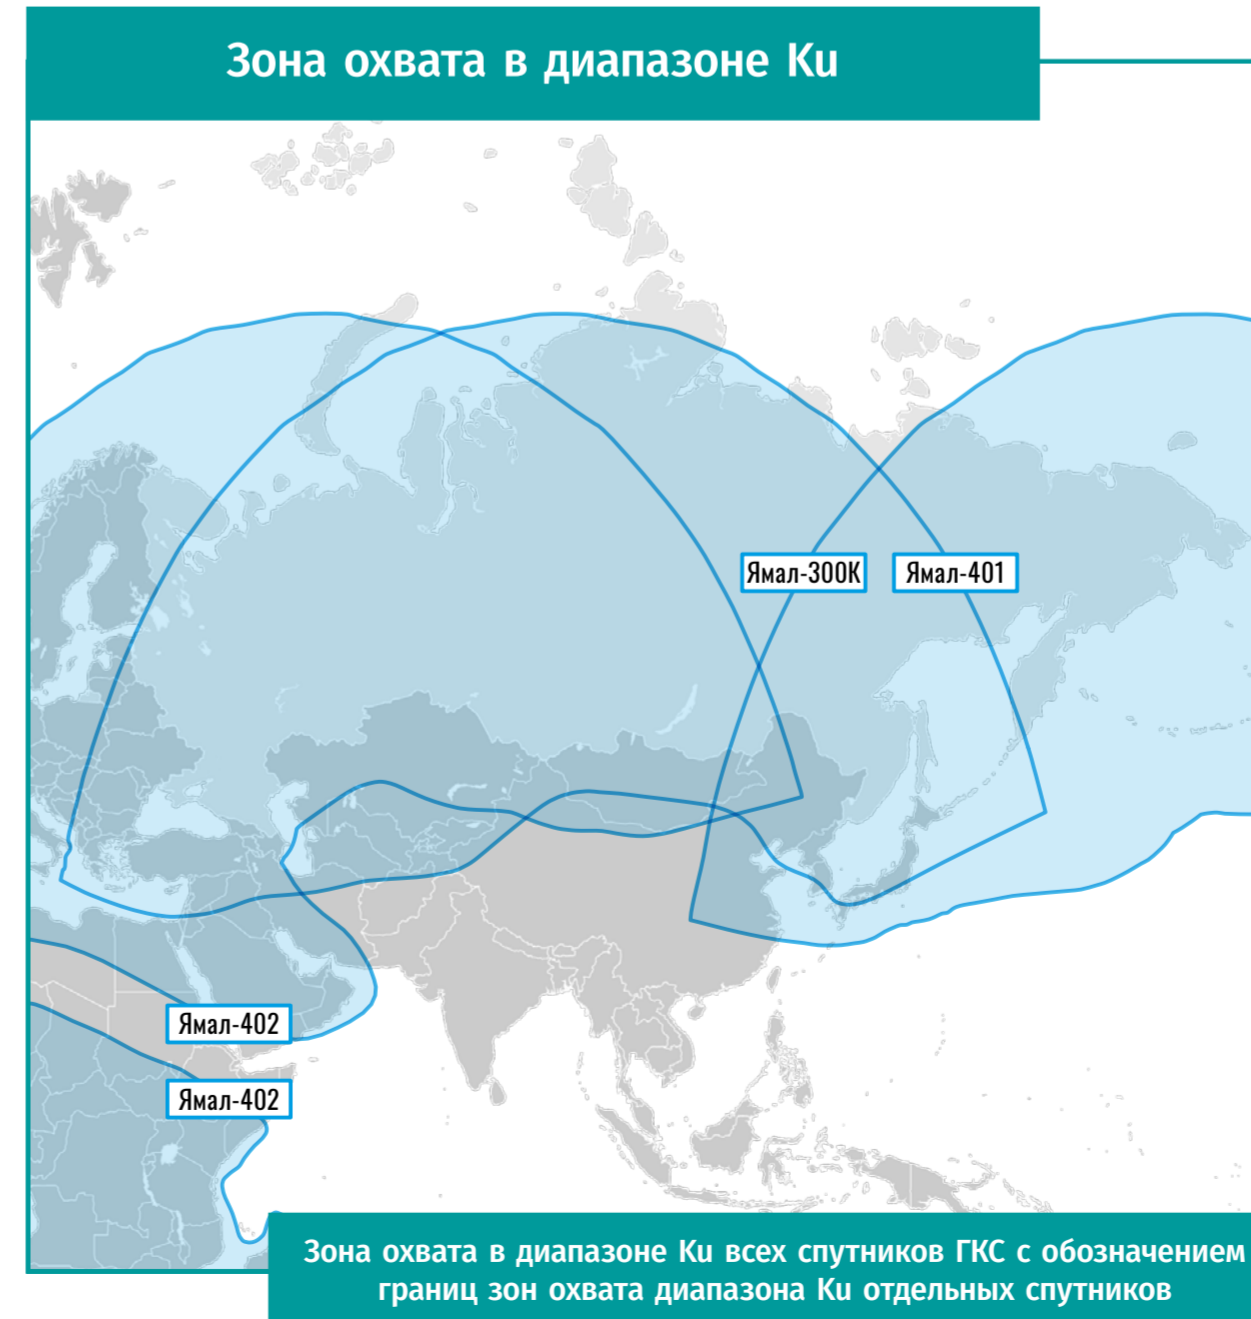 Зона охвата в диапазоне Ku
Ямал-300К
Ямал-401
Ямал-402
Ямал-402
Зона охвата в диапазоне Ku всех спутников ГКС с обозначением
границ зон охвата диапазона Ku отдельных спутников